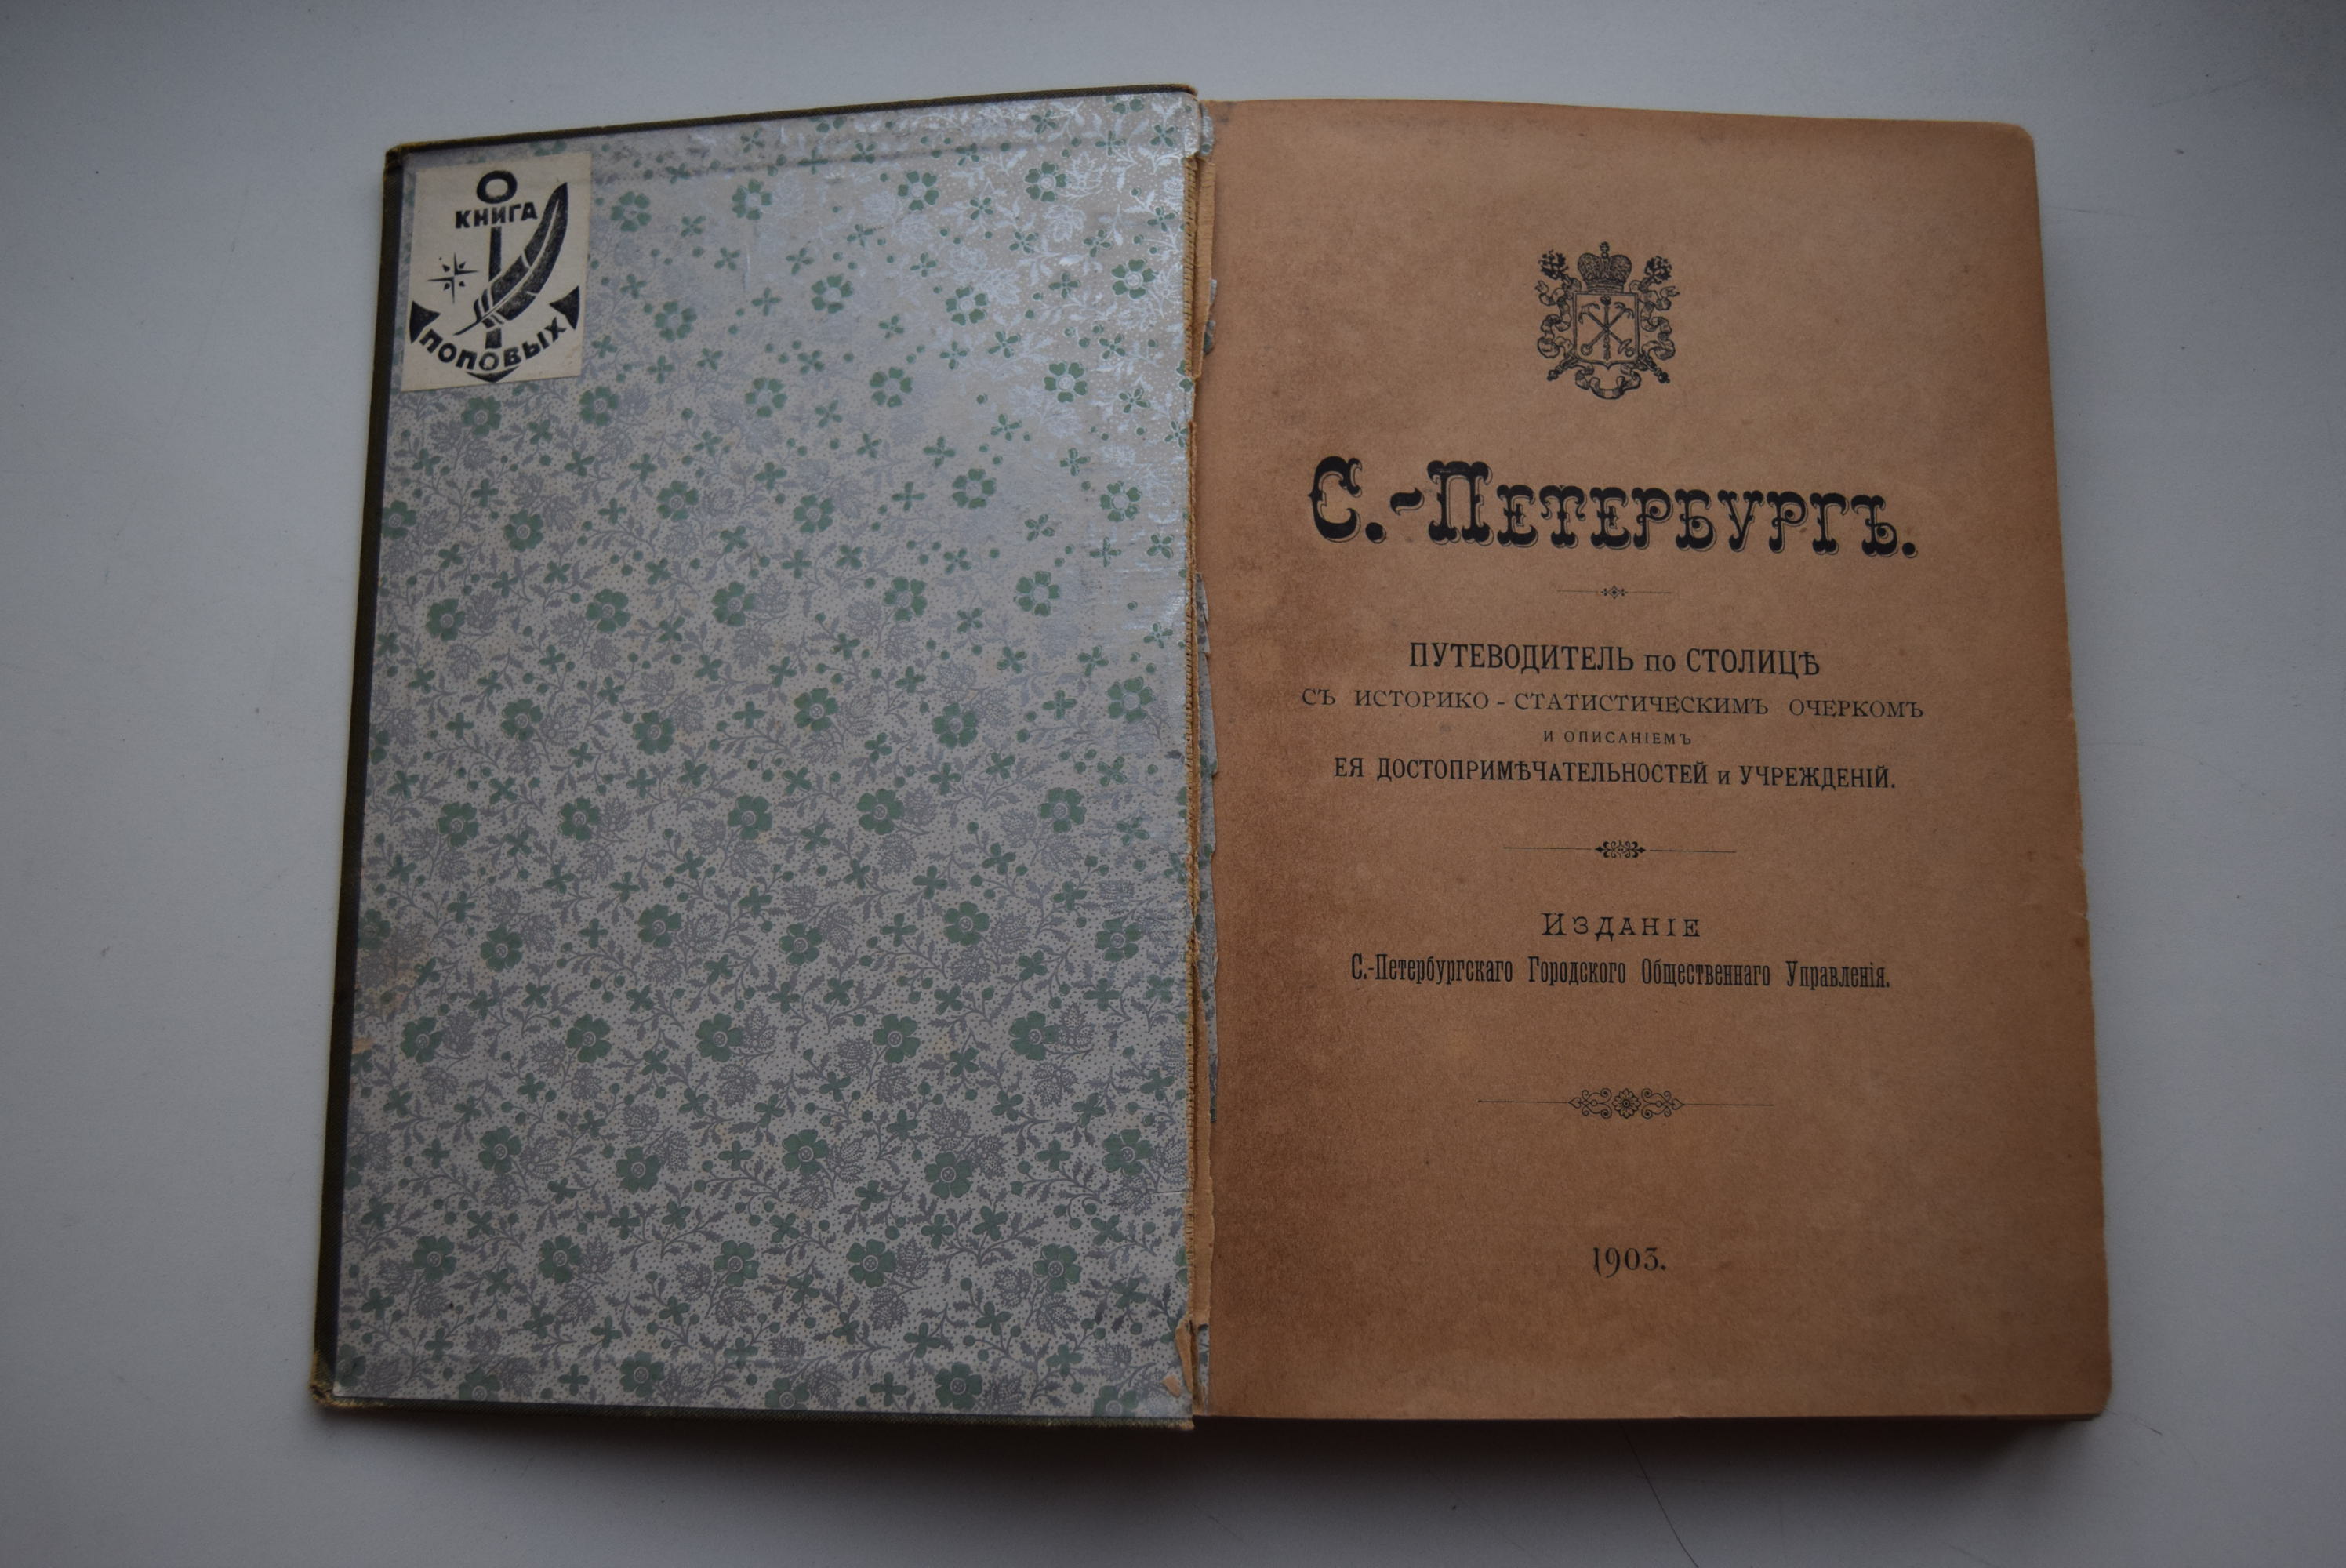 КНИГА
ПОПОВЫХ
С.-ПЕТЕРБУРГЪ.
ПУТЕВОДИТЕЛЬ по СТОЛИЦѢ
СЪ ИСТОРИКО-СТАТИСТИЧЕСКИМЪ ОЧЕРКОМЪ
И ОПИСАНІЕМЪ
ЕЯ ДОСТОПРИМѢЧАТЕЛЬНОСТЕЙ и УЧРЕЖДЕНІЙ.
ИЗДАНІЕ
С.-Петербургскаго Городского Общественнаго Управленія.
1903.